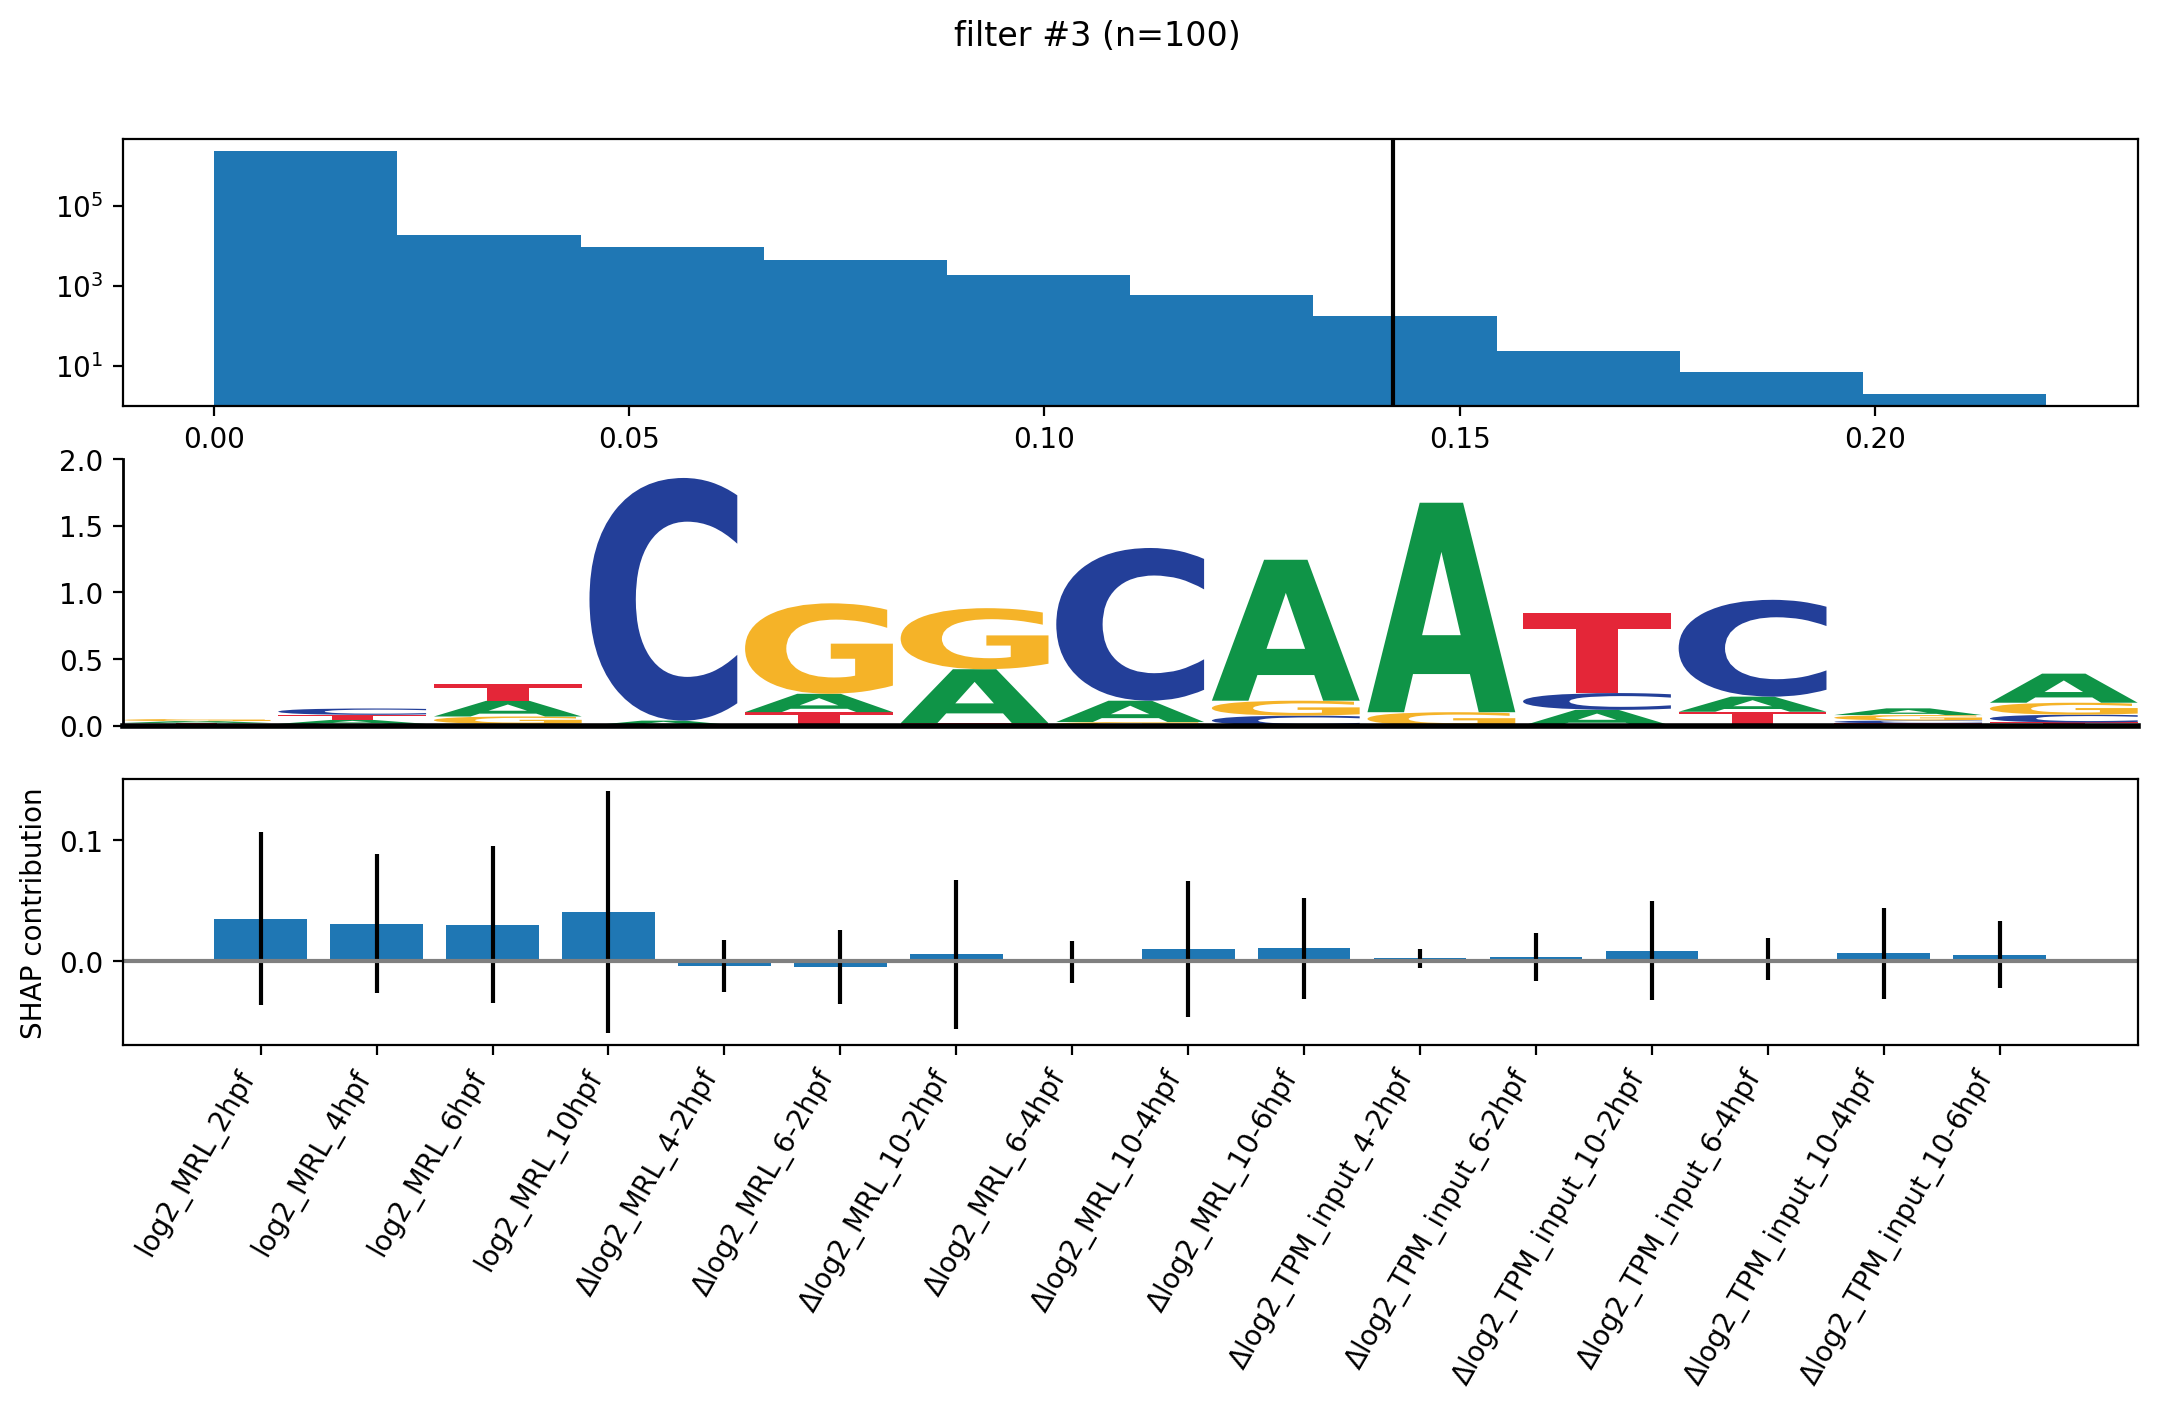 filter #3 (n=100)
10^5
10^3
10^1
0.00 0.05 0.10 0.15 0.20
2.0
1.5
1.0
0.5
0.0
CGGCAATC
SHAP contribution
0.1
0.0
log2_MRL_2hpf
log2_MRL_4hpf
log2_MRL_6hpf
log2_MRL_10hpf
Δlog2_MRL_4-2hpf
Δlog2_MRL_6-2hpf
Δlog2_MRL_10-2hpf
Δlog2_MRL_6-4hpf
Δlog2_MRL_10-4hpf
Δlog2_MRL_10-6hpf
Δlog2_TPM_input_4-2hpf
Δlog2_TPM_input_6-2hpf
Δlog2_TPM_input_10-2hpf
Δlog2_TPM_input_6-4hpf
Δlog2_TPM_input_10-4hpf
Δlog2_TPM_input_10-6hpf